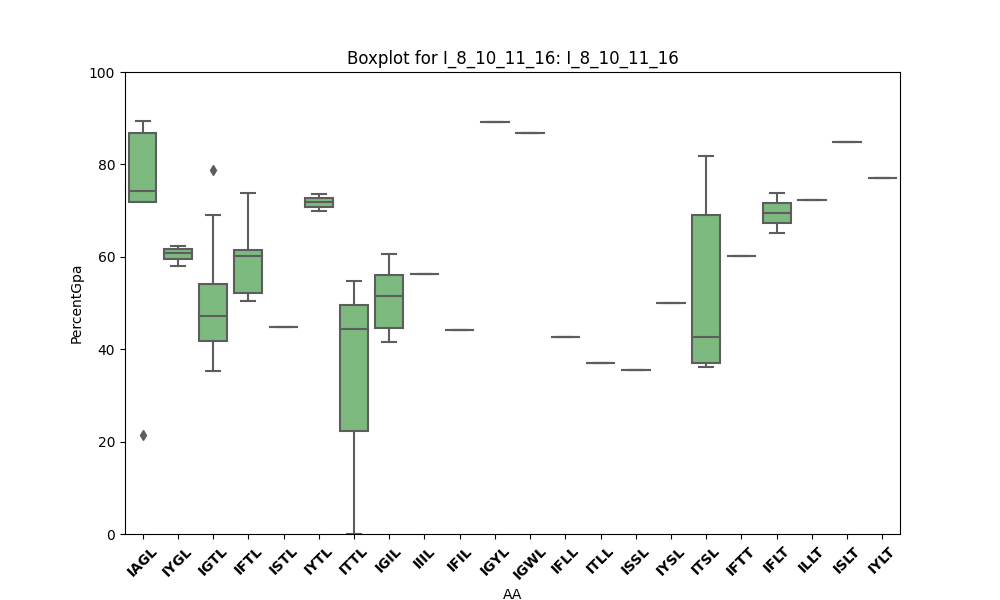 Boxplot for I_8_10_11_16: I_8_10_11_16
100
80
60
40
20
0
PercentGpa
IAGL IYGL IGTL IFTL ISTL IYTL ITTL IGIL IIIL IFIL IGYL IGWL IFLL ITLL ISSL IYSL ITSL IFTT IFLT ILLT ISLT IYLT
AA